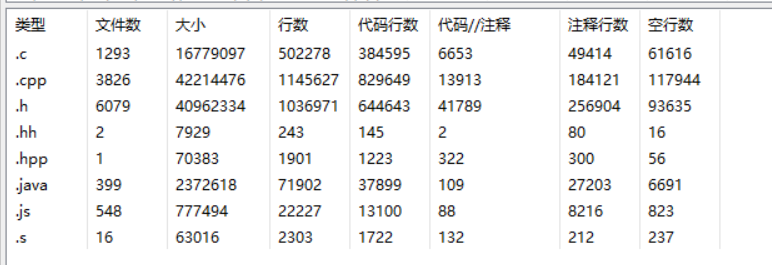 类型 文件数 大小 行数 代码行数 代码//注释 注释行数 空行数
.c 1293 16779097 502278 384595 6653 49414 61616
.cpp 3826 42214476 1145627 829649 13913 184121 117944
.h 6079 40962334 1036971 644643 41789 256904 93635
.hh 2 7929 243 145 2 80 16
.hpp 1 70383 1901 1223 322 300 56
.java 399 2372618 71902 37899 109 27203 6691
.js 548 777494 22227 13100 88 8216 823
.s 16 63016 2303 1722 132 212 237